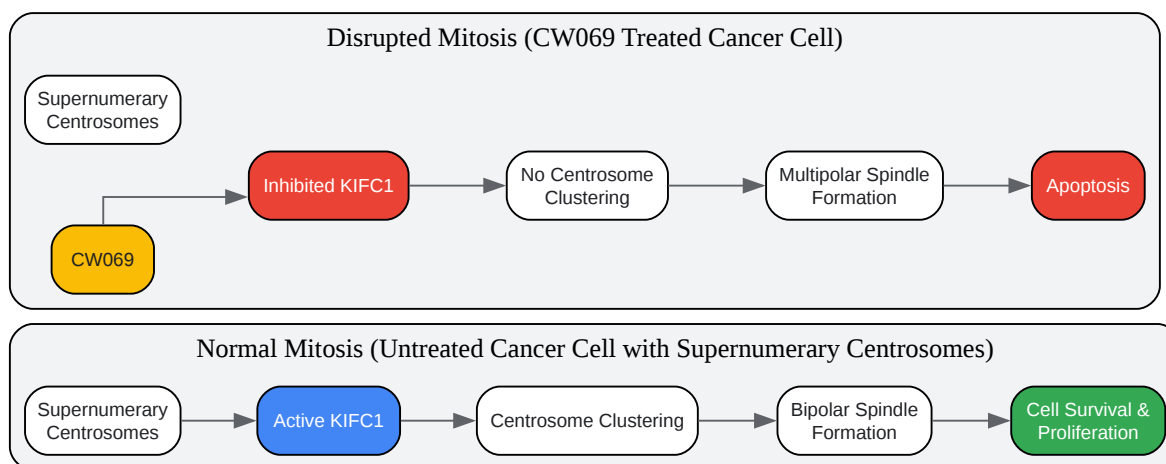 Disrupted Mitosis (CW069 Treated Cancer Cell)
Supernumerary
Centrosomes
Inhibited KIFC1
No Centrosome
Clustering
Multipolar Spindle
Formation
Apoptosis
CW069
Normal Mitosis (Untreated Cancer Cell with Supernumerary Centrosomes)
Supernumerary
Centrosomes
Active KIFC1
Centrosome Clustering
Bipolar Spindle
Formation
Cell Survival &
Proliferation